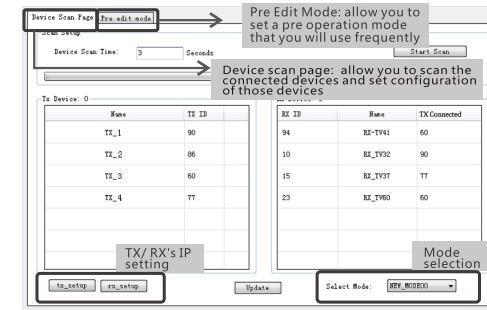 Device Scan Page
Pre edit mode
Pre Edit Mode: allow you to
set a pre operation mode
that you will use frequently
Scan Setup
Device Scan Time:
3
Seconds
Start Scan
Device scan page: allow you to scan the
connected devices and set configuration
of those devices
Tx Device: 0
Name
TX ID
RX ID
Name
TX Connected
TX_1
90
94
RX-TV41
60
TX_2
86
10
RX_TV32
90
TX_3
60
15
RX_TV37
77
TX_4
77
23
RX_TV60
60
TX/ RX's IP
setting
Mode
selection
tx_setup
rx_setup
Update
Select Mode:
NEW_MODE00